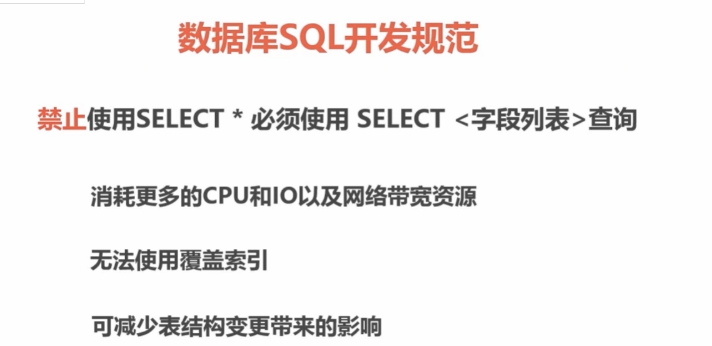 数据库SQL开发规范
禁止使用SELECT * 必须使用 SELECT <字段列表>查询
消耗更多的CPU和IO以及网络带宽资源
无法使用覆盖索引
可减少表结构变更带来的影响